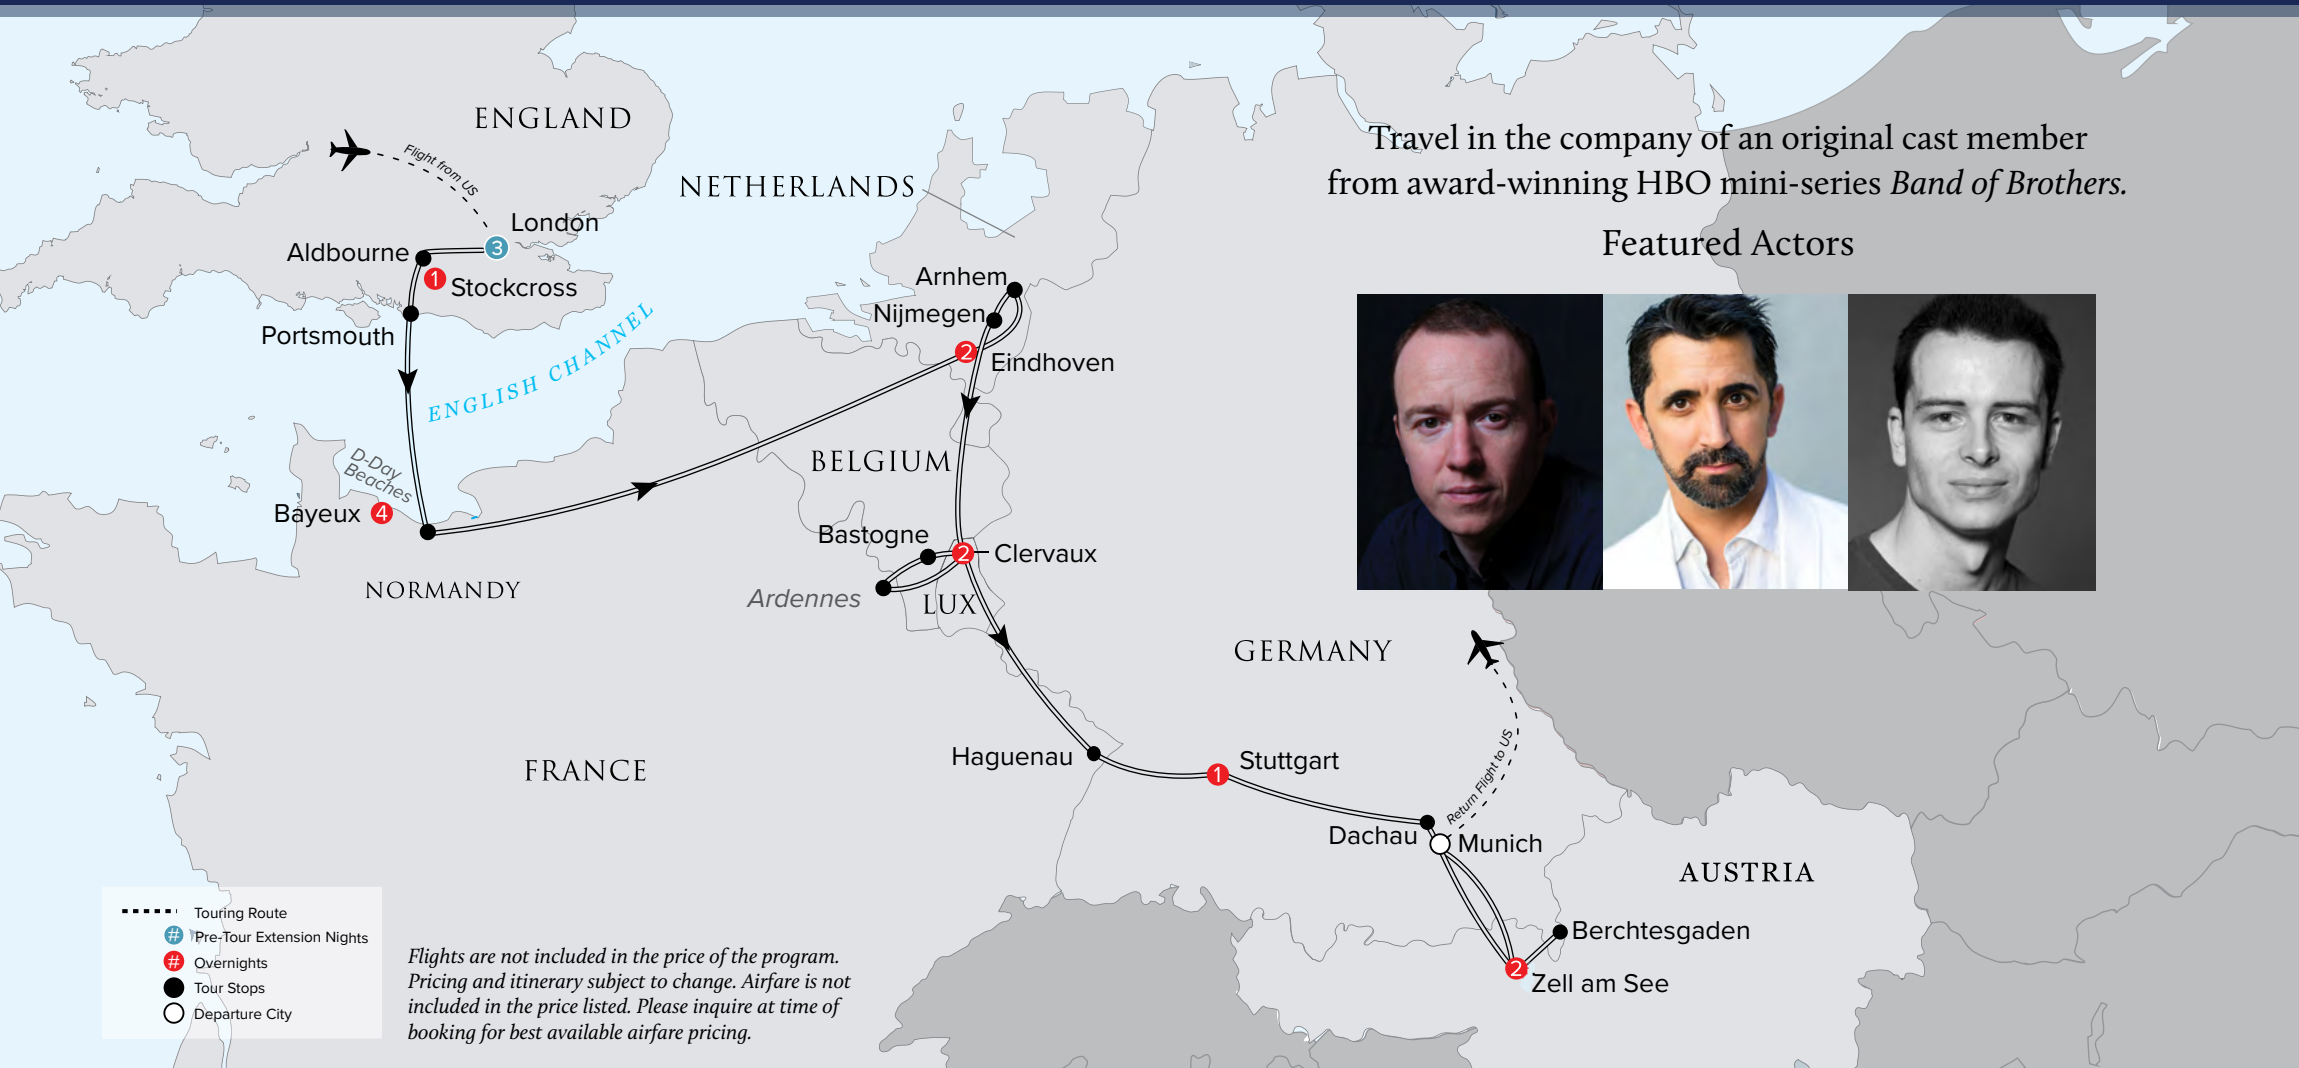 ENGLAND
Flight from US
NETHERLANDS
London
3
Aldbourne
1
Stockcross
Portsmouth
ENGLISH CHANNEL
Arnhem
Nijmegen
2
Eindhoven
D-Day
Beaches
Bayeux
4
BELGIUM
Bastogne
2
Clervaux
NORMANDY
Ardennes
LUX
GERMANY
FRANCE
Haguenau
1
Stuttgart
Return Flight to US
Dachau
Munich
AUSTRIA
Berchtesgaden
2
Zell am See
Travel in the company of an original cast member
from award-winning HBO mini-series Band of Brothers.
Featured Actors
Touring Route
# Pre-Tour Extension Nights
# Overnights
Tour Stops
Departure City
Flights are not included in the price of the program.
Pricing and itinerary subject to change. Airfare is not
included in the price listed. Please inquire at time of
booking for best available airfare pricing.